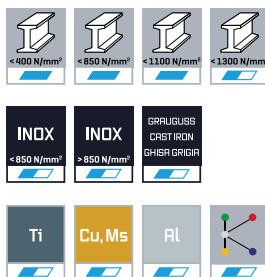 <400 N/mm² <850 N/mm² <1100 N/mm² <1300 N/mm²
INOX INOX GRAUGUSS
CAST IRON
GHISA GRIGIA
<850 N/mm² >850 N/mm²
Ti Cu, Ms Al